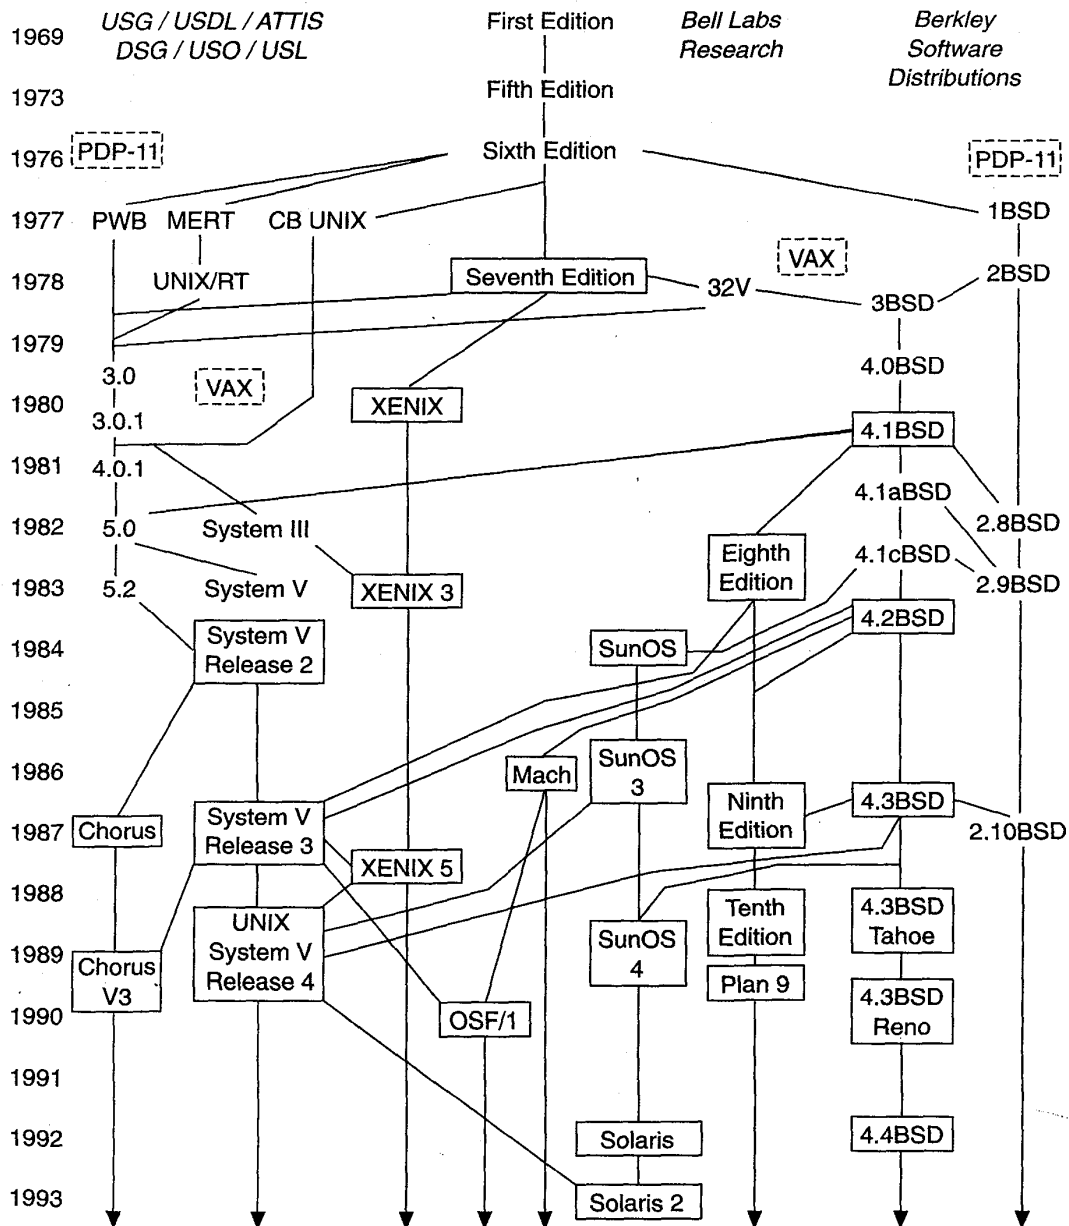 USG / USDL / ATTIS
DSG / USO / USL
First Edition
Bell Labs
Research
Berkley
Software
Distributions
1969
1973
Fifth Edition
1976
PDP-11
Sixth Edition
PDP-11
1977
PWB
MERT
CB UNIX
1BSD
1978
UNIX/RT
Seventh Edition
32V
VAX
3BSD
2BSD
1979
3.0
VAX
4.0BSD
1980
3.0.1
XENIX
4.1BSD
1981
4.0.1
4.1aBSD
1982
5.0
System III
Eighth
Edition
4.1cBSD
2.8BSD
1983
5.2
System V
XENIX 3
2.9BSD
4.2BSD
1984
System V
Release 2
SunOS
1985
1986
Mach
SunOS
3
Ninth
Edition
4.3BSD
1987
Chorus
System V
Release 3
XENIX 5
2.10BSD
1988
UNIX
System V
Release 4
SunOS
4
Tenth
Edition
4.3BSD
Tahoe
1989
Chorus
V3
Plan 9
4.3BSD
Reno
1990
OSF/1
1991
1992
Solaris
4.4BSD
1993
Solaris 2